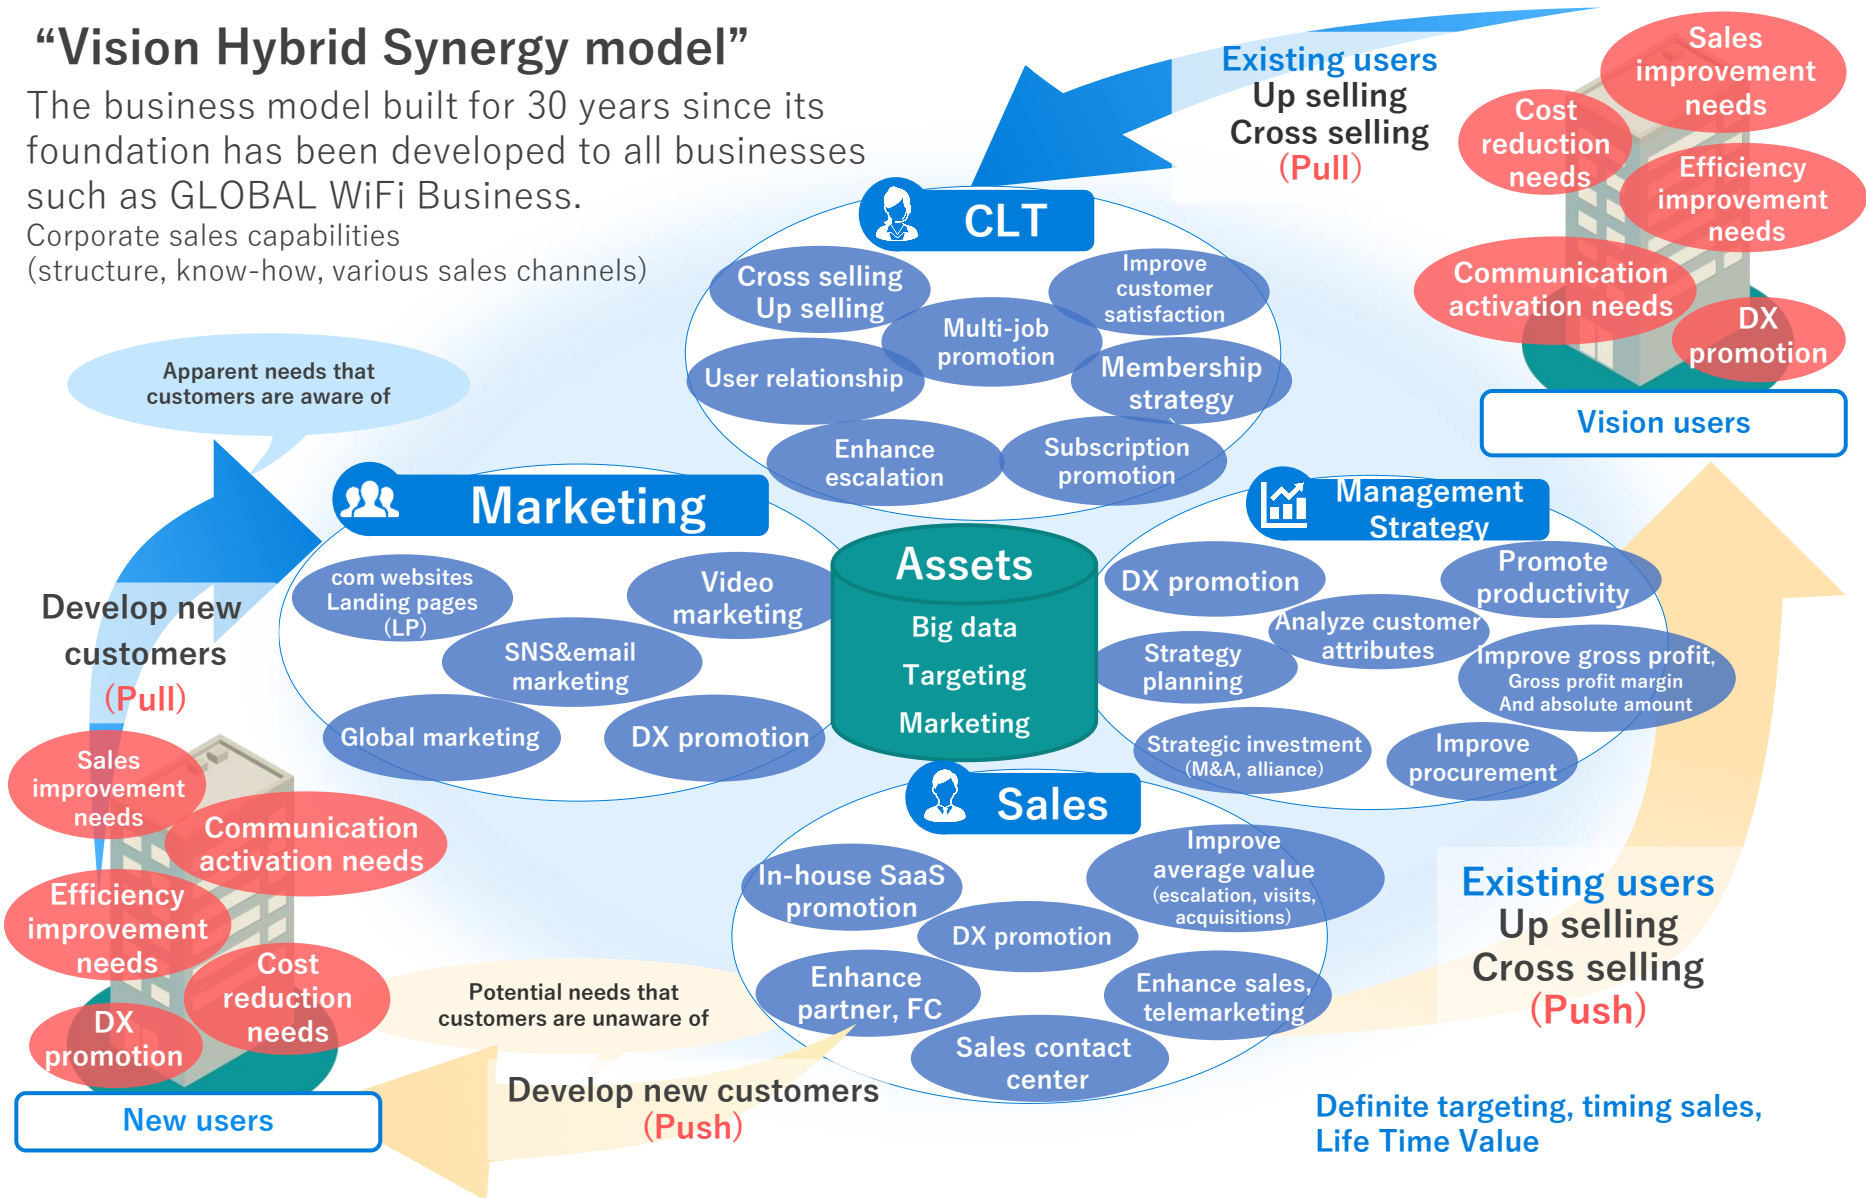 “Vision Hybrid Synergy model”
The business model built for 30 years since its
foundation has been developed to all businesses
such as GLOBAL WiFi Business.
Corporate sales capabilities
(structure, know-how, various sales channels)
Existing users
Up selling
Cross selling
(Pull)
Sales
improvement
needs
Cost
reduction
needs
Efficiency
improvement
needs
Communication
activation needs
DX
promotion
Vision users
CLT
Cross selling
Up selling
Improve
customer
satisfaction
Multi-job
promotion
User relationship
Membership
strategy
Enhance
escalation
Subscription
promotion
Apparent needs that
customers are aware of
Marketing
com websites
Landing pages
(LP)
Video
marketing
SNS&email
marketing
Global marketing
DX promotion
Assets
Big data
Targeting
Marketing
Management
Strategy
DX promotion
Promote
productivity
Analyze customer
attributes
Strategy
planning
Improve gross profit,
Gross profit margin
And absolute amount
Strategic investment
(M&A, alliance)
Improve
procurement
Develop new
customers
(Pull)
Sales
improvement
needs
Communication
activation needs
Efficiency
improvement
needs
Cost
reduction
needs
DX
promotion
New users
Sales
In-house SaaS
promotion
Improve
average value
(escalation, visits,
acquisitions)
DX promotion
Enhance
partner, FC
Enhance sales,
telemarketing
Sales contact
center
Potential needs that
customers are unaware of
Develop new customers
(Push)
Existing users
Up selling
Cross selling
(Push)
Definite targeting, timing sales,
Life Time Value